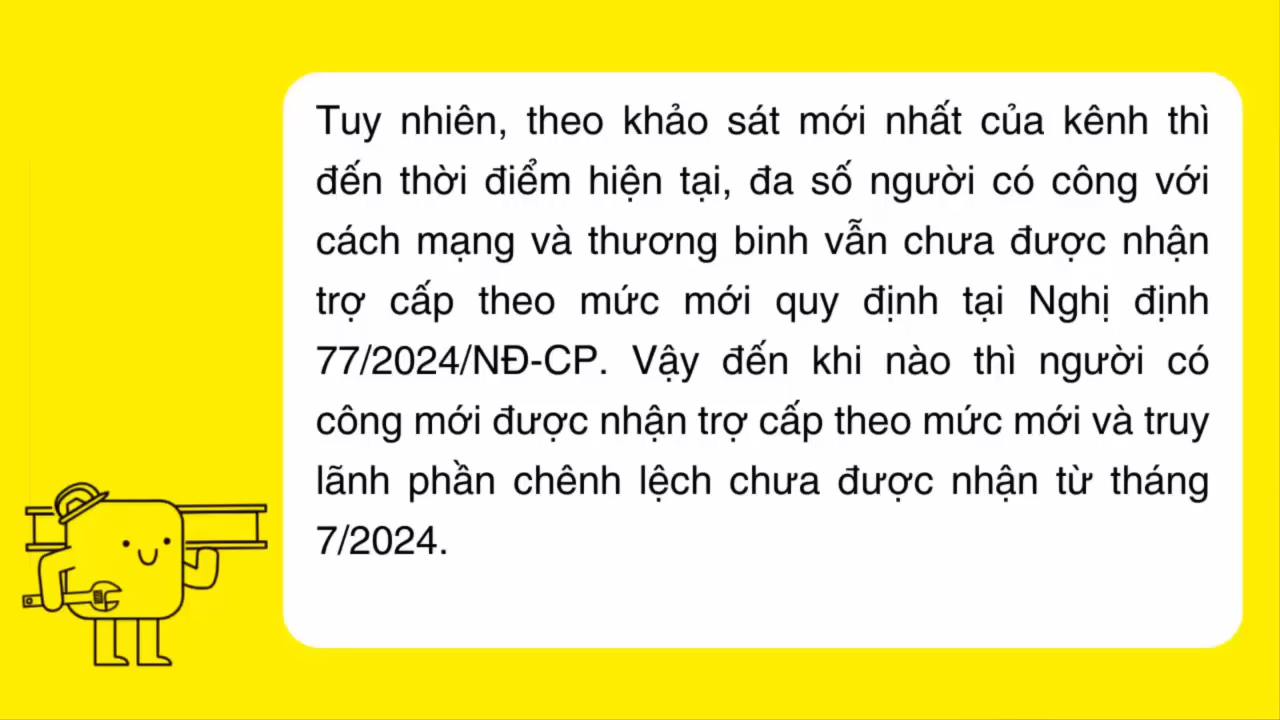 Tuy nhiên, theo khảo sát mới nhất của kênh thì
đến thời điểm hiện tại, đa số người có công với
cách mạng và thương binh vẫn chưa được nhận
trợ cấp theo mức mới quy định tại Nghị định
77/2024/NĐ-CP. Vậy đến khi nào thì người có
công mới được nhận trợ cấp theo mức mới và truy
lãnh phần chênh lệch chưa được nhận từ tháng
7/2024.